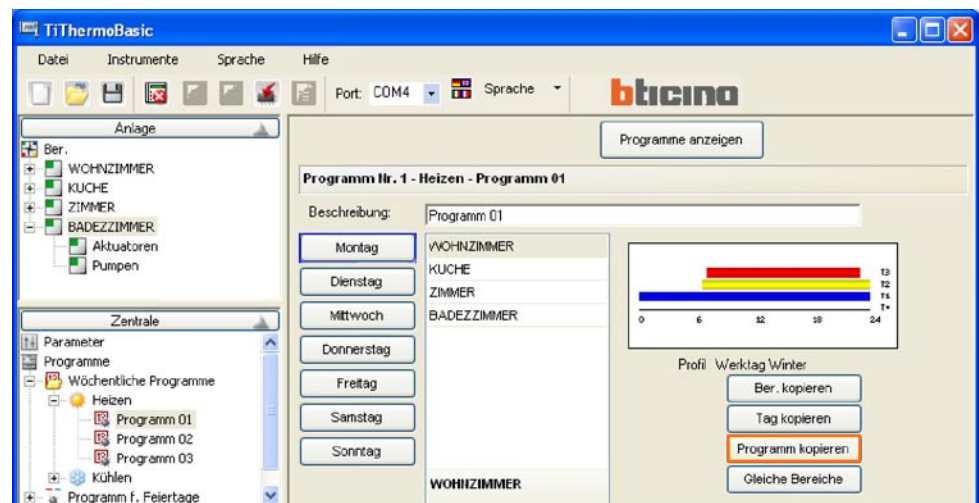 TiThermoBasic
Datei Instrumente Sprache Hilfe
Port: COM4 Sprache
bticino
Anlage
Ber.
WOHNZIMMER
KUCHE
ZIMMER
BADEZZIMMER
Aktuatoren
Pumpen
Zentrale
Parameter
Programme
Wöchentliche Programme
Heizen
Programm 01
Programm 02
Programm 03
Kühlen
Programm f. Feiertage
Programme anzeigen
Programm Nr. 1 - Heizen - Programm 01
Beschreibung: Programm 01
Montag
Dienstag
Mittwoch
Donnerstag
Freitag
Samstag
Sonntag
WOHNZIMMER
KUCHE
ZIMMER
BADEZZIMMER
WOHNZIMMER
T3
T2
T1
T+
0 6 12 18 24
Profil Werktag Winter
Ber. kopieren
Tag kopieren
Programm kopieren
Gleiche Bereiche